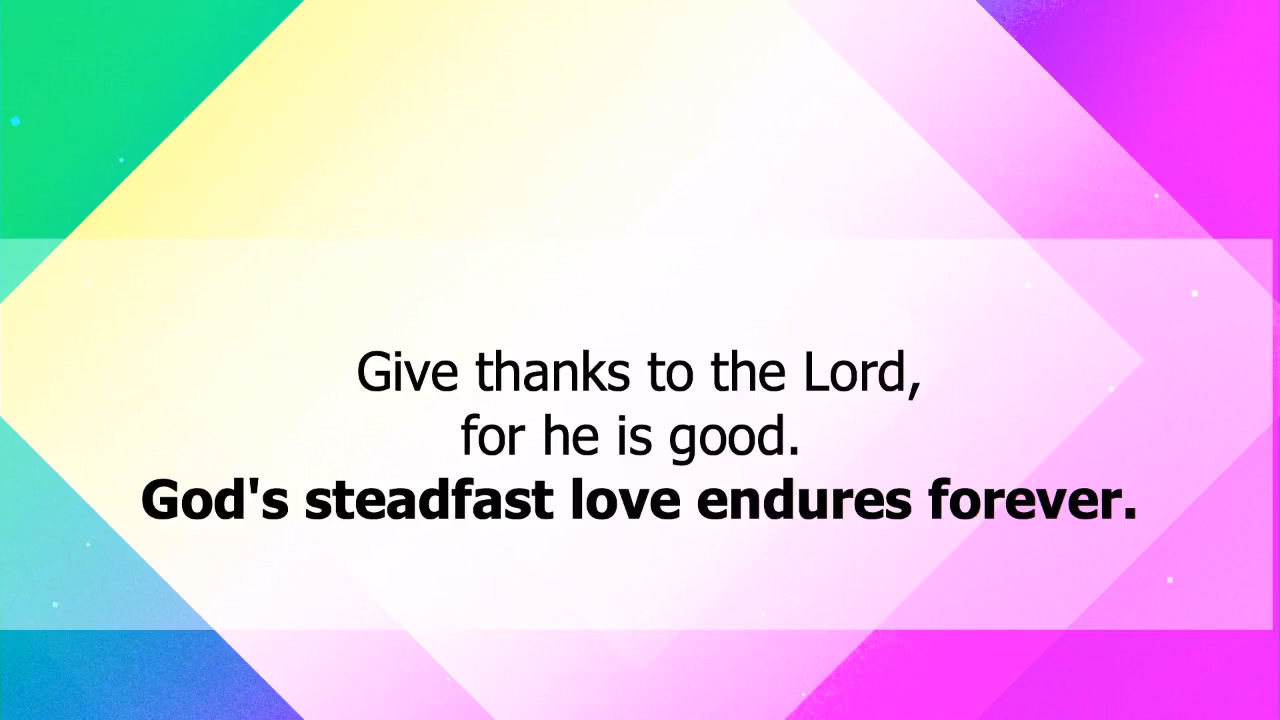 Give thanks to the Lord,
for he is good.
God's steadfast love endures forever.